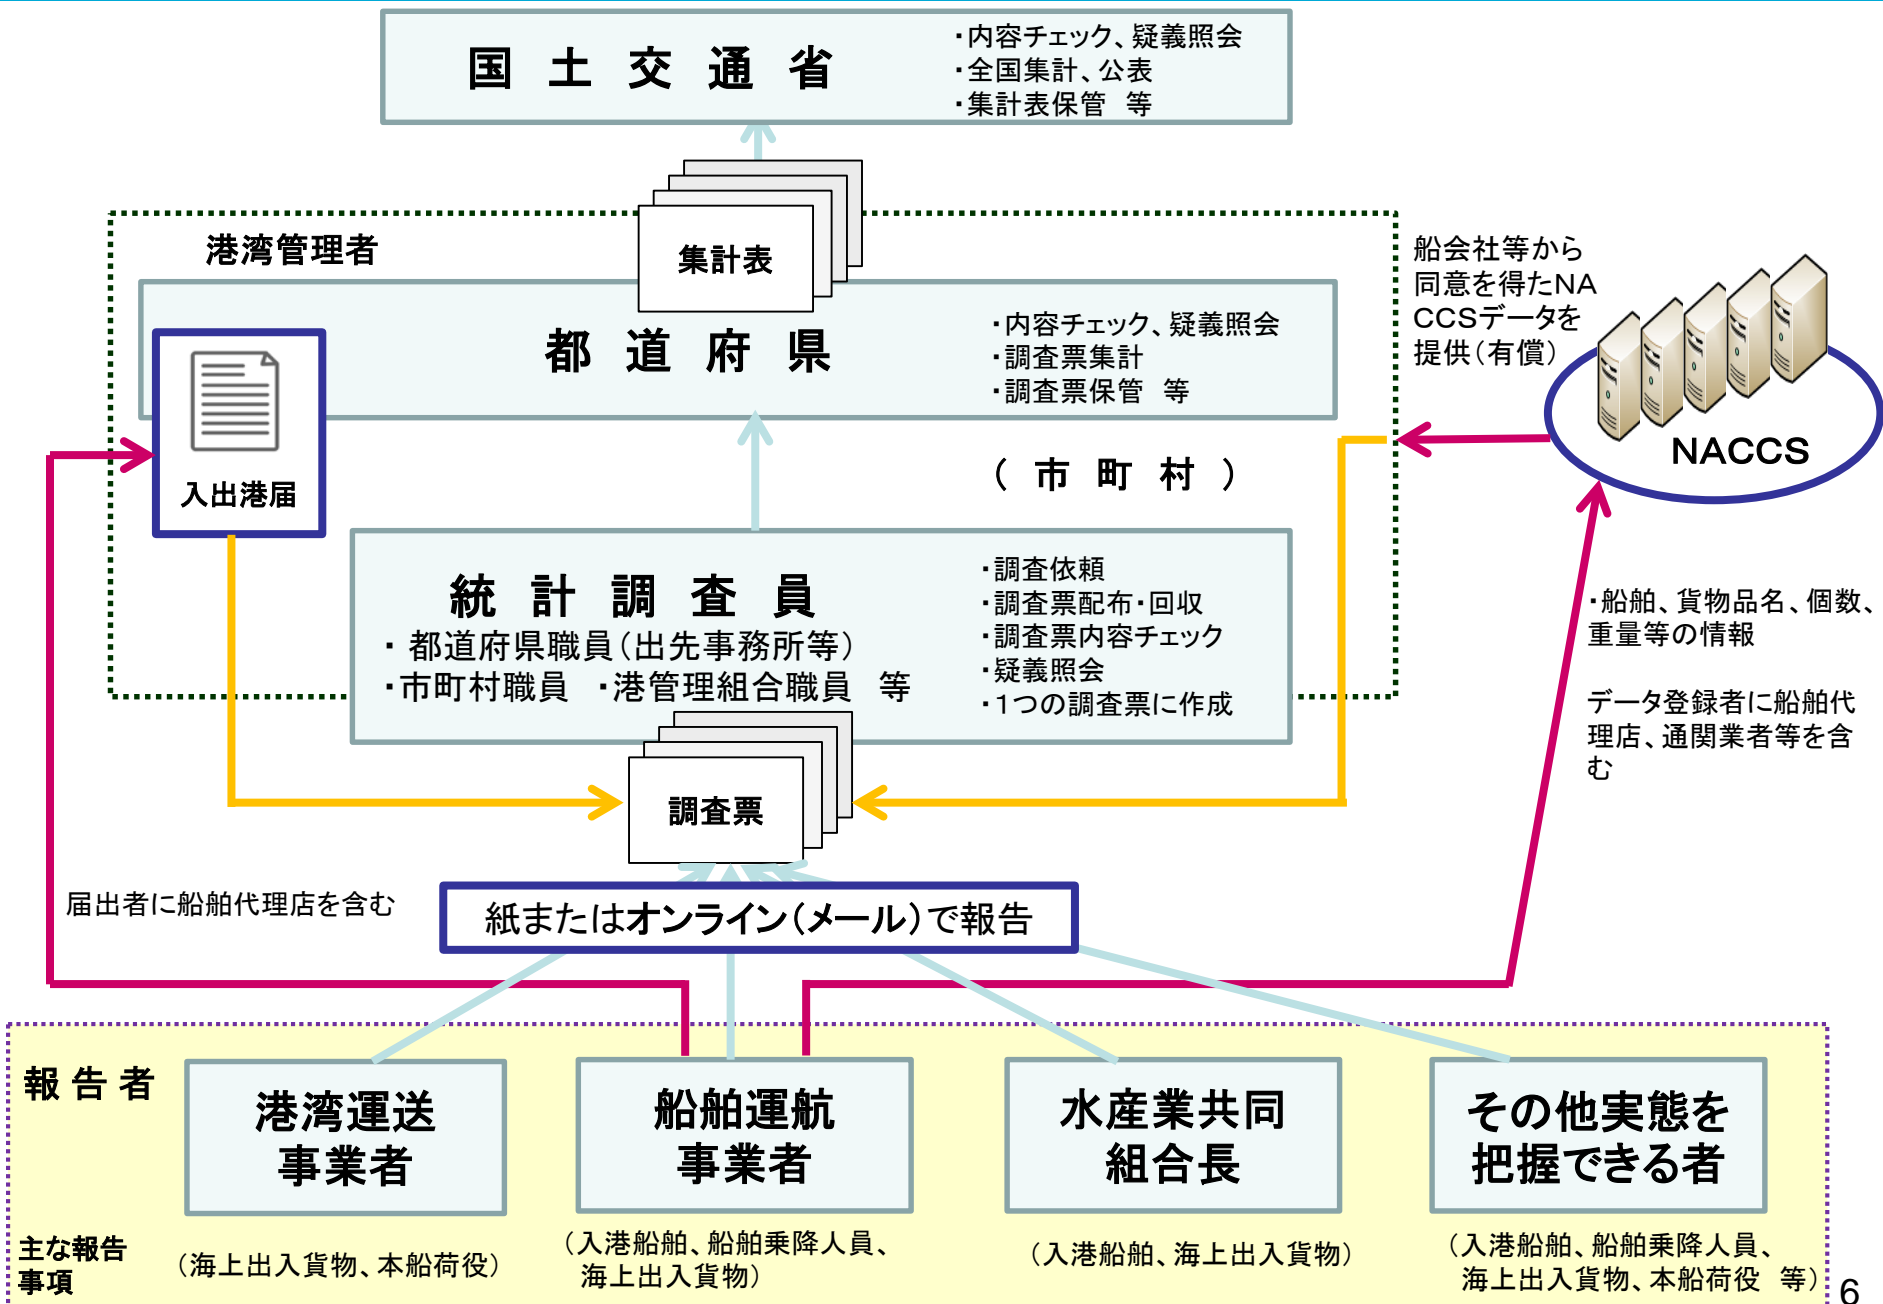 国土交通省
・内容チェック、疑義照会
・全国集計、公表
・集計表保管　等
港湾管理者
集計表
都道府県
・内容チェック、疑義照会
・調査票集計
・調査票保管　等
入出港届
（市町村）
船会社等から
同意を得たNA
CCSデータを
提供（有償）
NACCS
統計調査員
・ 都道府県職員（出先事務所等）
・市町村職員　・港管理組合職員　等
・調査依頼
・調査票配布・回収
・調査票内容チェック
・疑義照会
・１つの調査票に作成
・船舶、貨物品名、個数、
重量等の情報
データ登録者に船舶代
理店、通関業者等を含
む
調査票
届出者に船舶代理店を含む
紙またはオンライン（メール）で報告
報告者
港湾運送
事業者
船舶運航
事業者
水産業共同
組合長
その他実態を
把握できる者
主な報告
事項
（海上出入貨物、本船荷役）
（入港船舶、船舶乗降人員、
海上出入貨物）
（入港船舶、海上出入貨物）
（入港船舶、船舶乗降人員、
海上出入貨物、本船荷役　等）
6